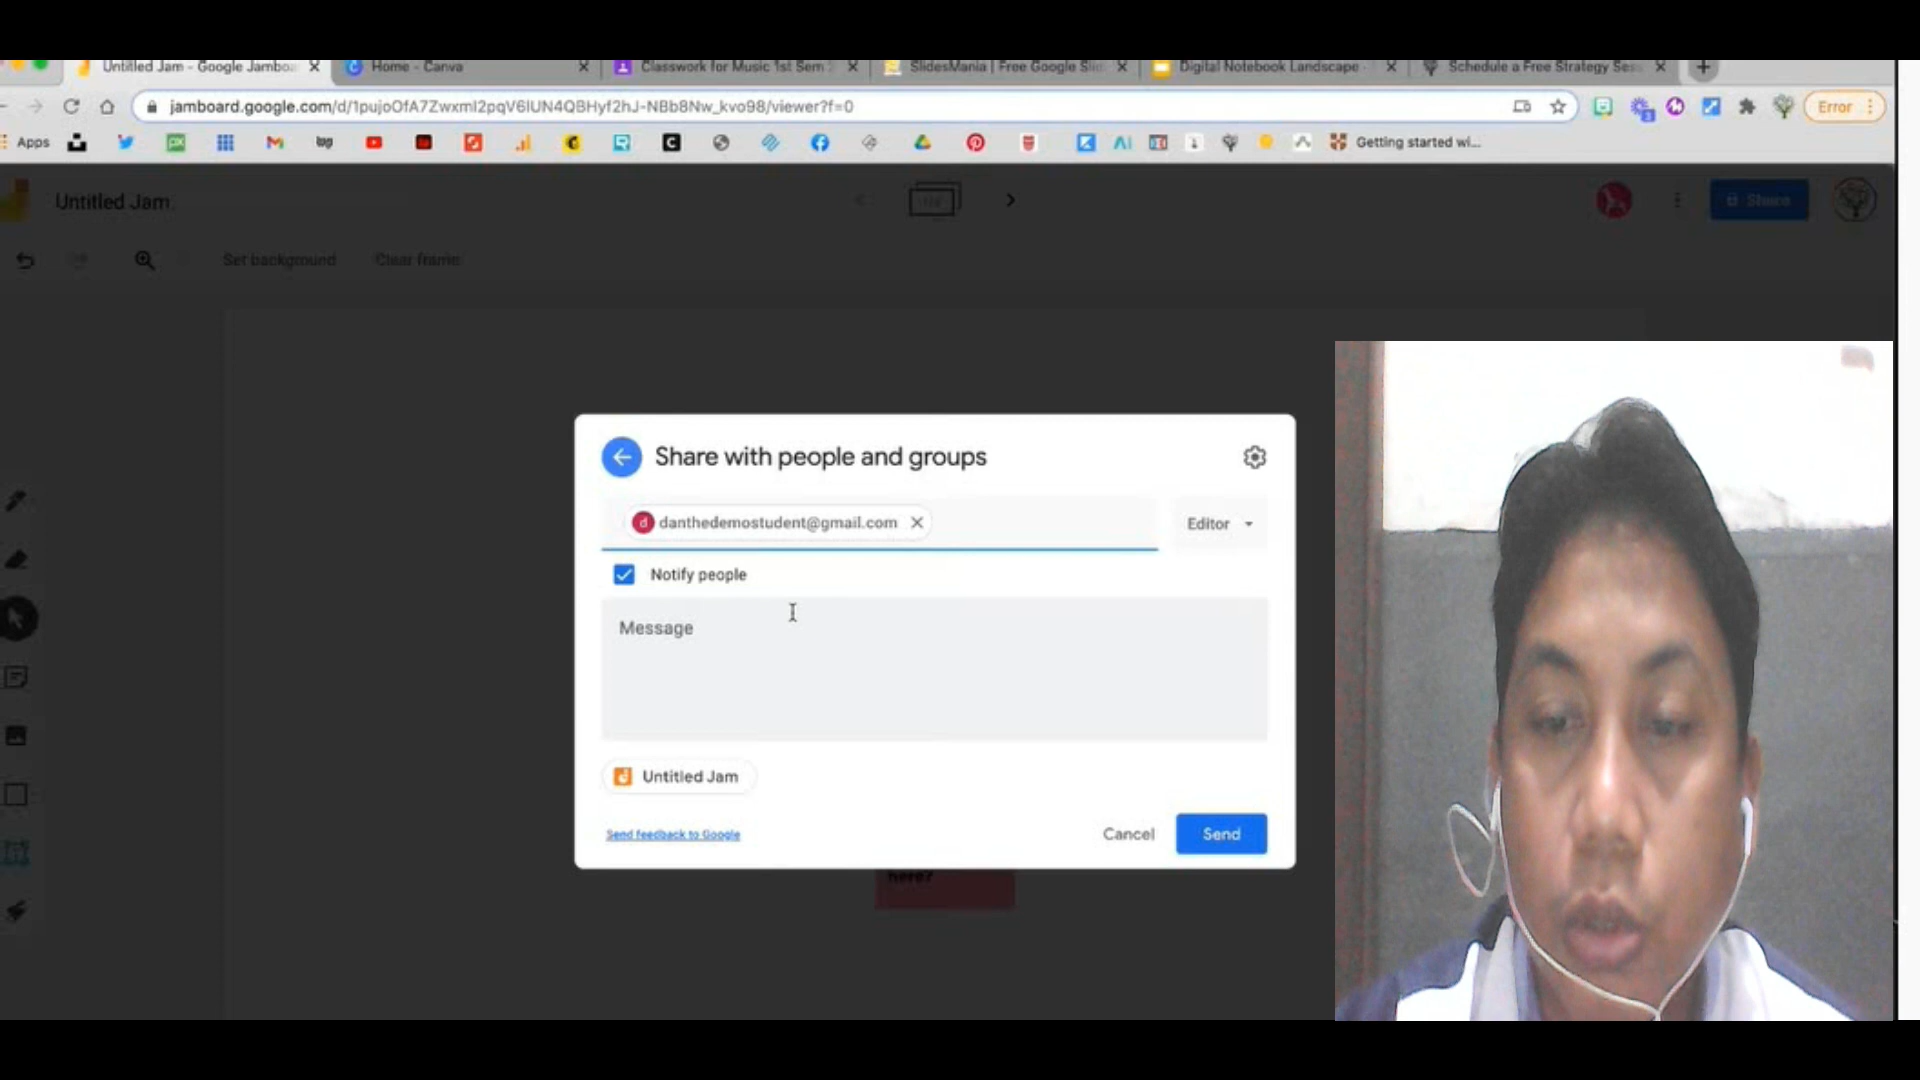 Untitled Jam - Google Jamboa
Home - Canva
Classwork for Music 1st Sem
SlidesMania | Free Google Slid
Digital Notebook Landscape
Schedule a Free Strategy Sess
jamboard.google.com/d/1pujoOfA7ZwxmI2pqV6IUN4QBHyf2hJ-NBb8Nw_kvo98/viewer?f=0
Error
Apps
Getting started wi...
Untitled Jam
Share
Set background
Clear frame
Share with people and groups
d danthedemostudent@gmail.com
Editor
Notify people
Message
Untitled Jam
Send feedback to Google
Cancel
Send
here?